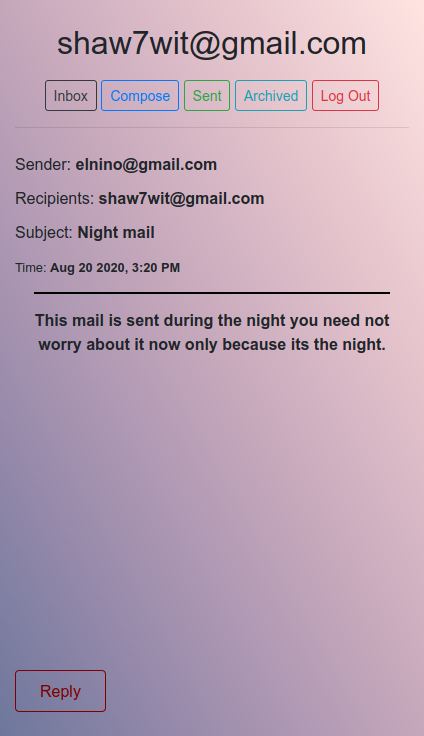 shaw7wit@gmail.com
Inbox Compose Sent Archived Log Out
Sender: elnino@gmail.com
Recipients: shaw7wit@gmail.com
Subject: Night mail
Time: Aug 20 2020, 3:20 PM
This mail is sent during the night you need not
worry about it now only because its the night.
Reply